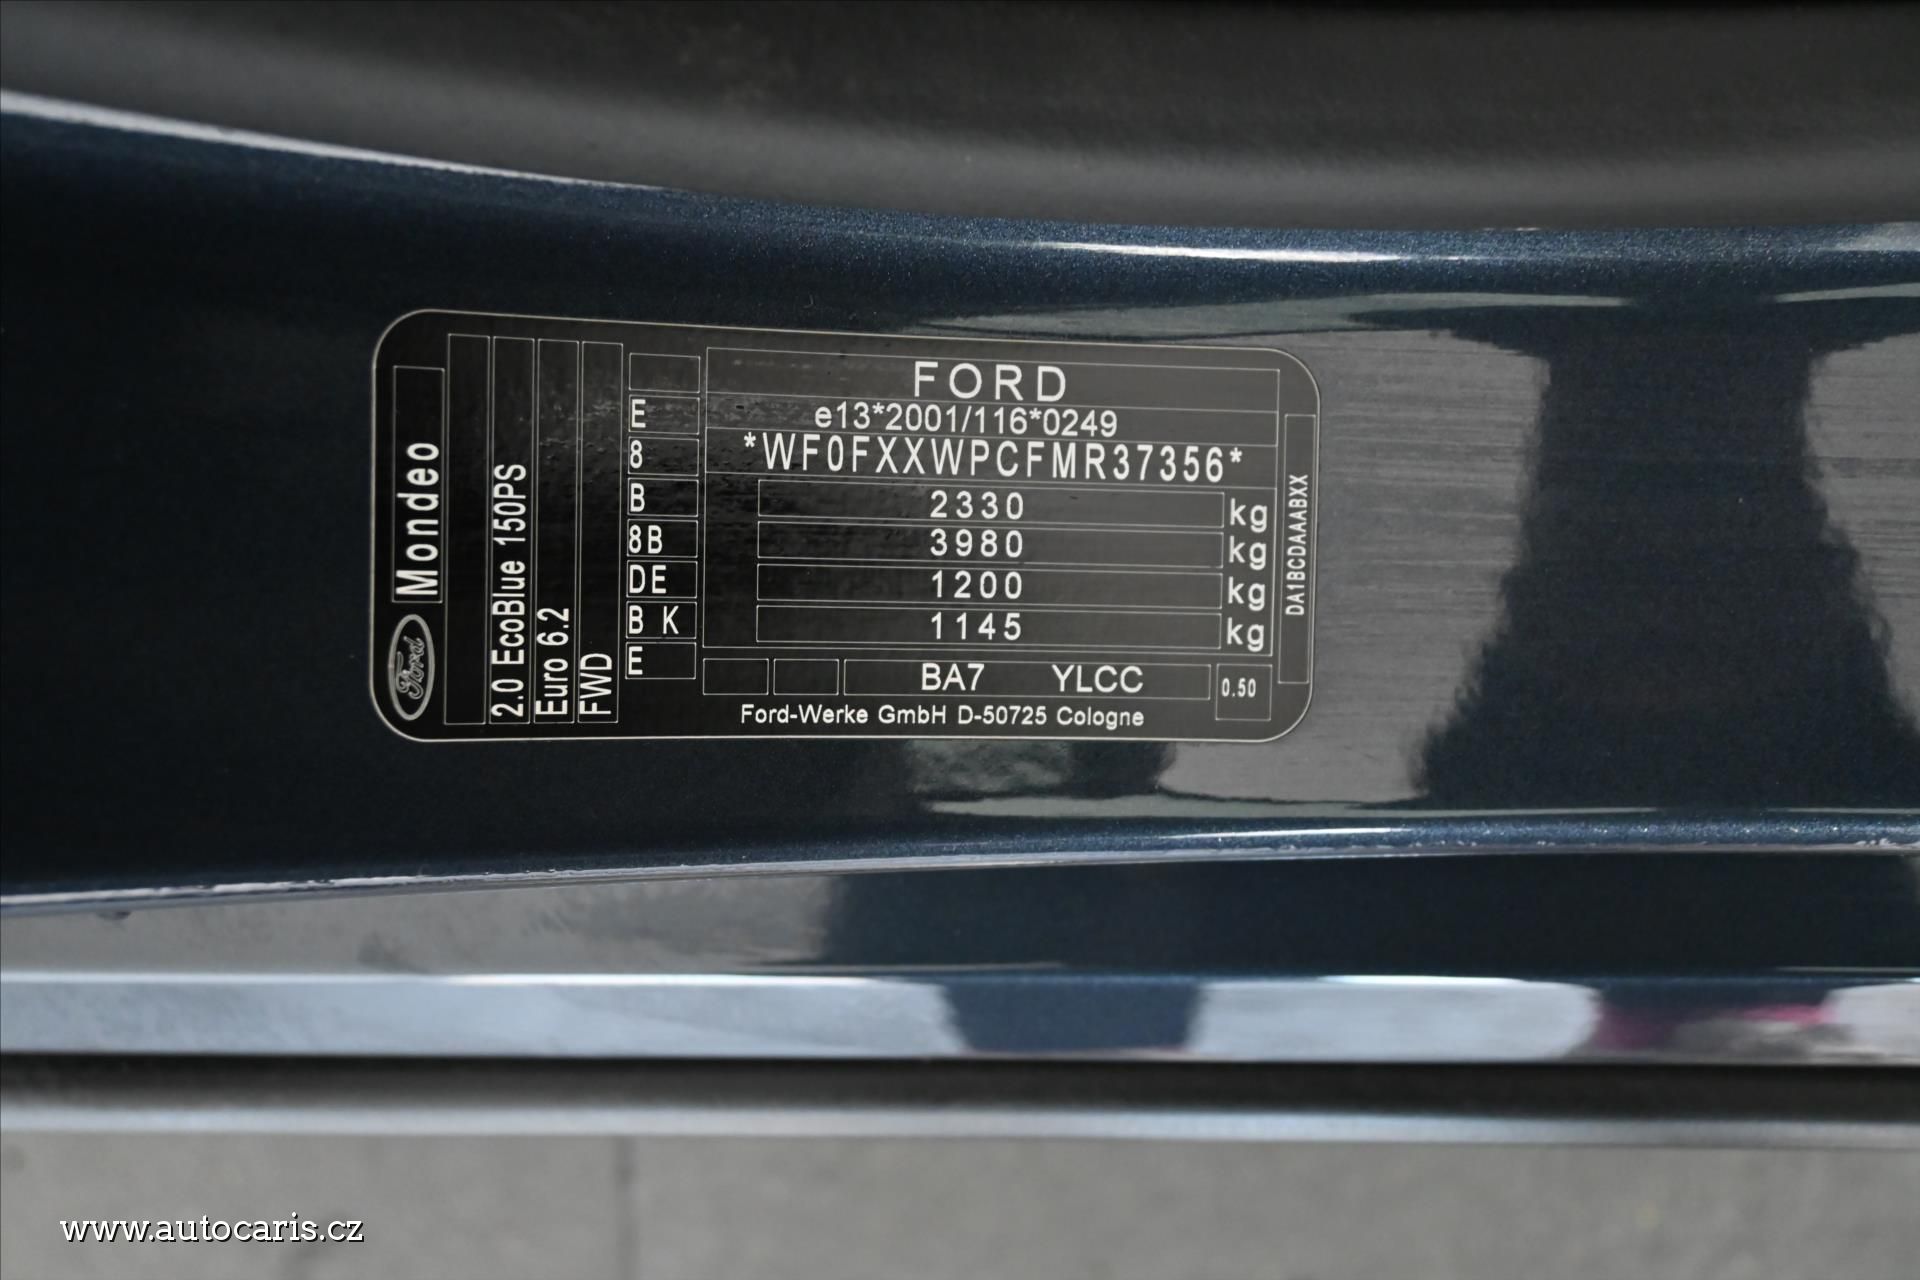 FORD
e13*2001/116*0249
*WF0FXXWPCFMR37356*
2330 kg
3980 kg
1200 kg
1145 kg
BA7 YLCC
0.50
Ford-Werke GmbH D-50725 Cologne
E
8
B
8B
DE
B K
E
Mondeo
Ford
2.0 EcoBlue 150PS
Euro 6.2
FWD
DA1BCDAAABXX
www.autocaris.cz